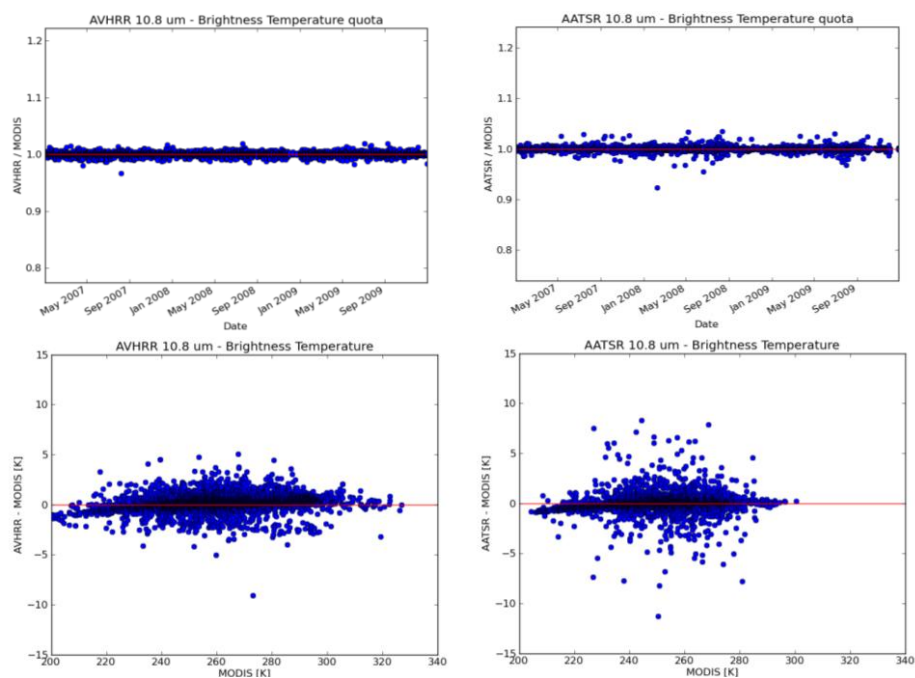 AVHRR 10.8 um - Brightness Temperature quota
1.2
1.1
1.0
0.9
0.8
AVHRR / MODIS
May 2007
Sep 2007
Jan 2008
May 2008
Sep 2008
Jan 2009
May 2009
Sep 2009
Date
AATSR 10.8 um - Brightness Temperature quota
1.2
1.1
1.0
0.9
0.8
AATSR / MODIS
May 2007
Sep 2007
Jan 2008
May 2008
Sep 2008
Jan 2009
May 2009
Sep 2009
Date
AVHRR 10.8 um - Brightness Temperature
15
10
5
0
−5
−10
−15
AVHRR - MODIS [K]
200 220 240 260 280 300 320 340
MODIS [K]
AATSR 10.8 um - Brightness Temperature
15
10
5
0
−5
−10
−15
AATSR - MODIS [K]
200 220 240 260 280 300 320 340
MODIS [K]